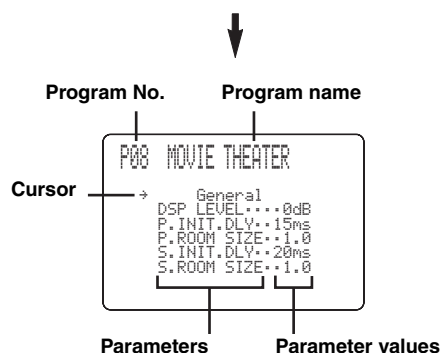 Program No. Program name
P08 MOVIE THEATER
Cursor → General
DSP LEVEL····0dB
P.INIT.DLY··15ms
P.ROOM SIZE··1.0
S.INIT.DLY··20ms
S.ROOM SIZE··1.0
Parameters Parameter values